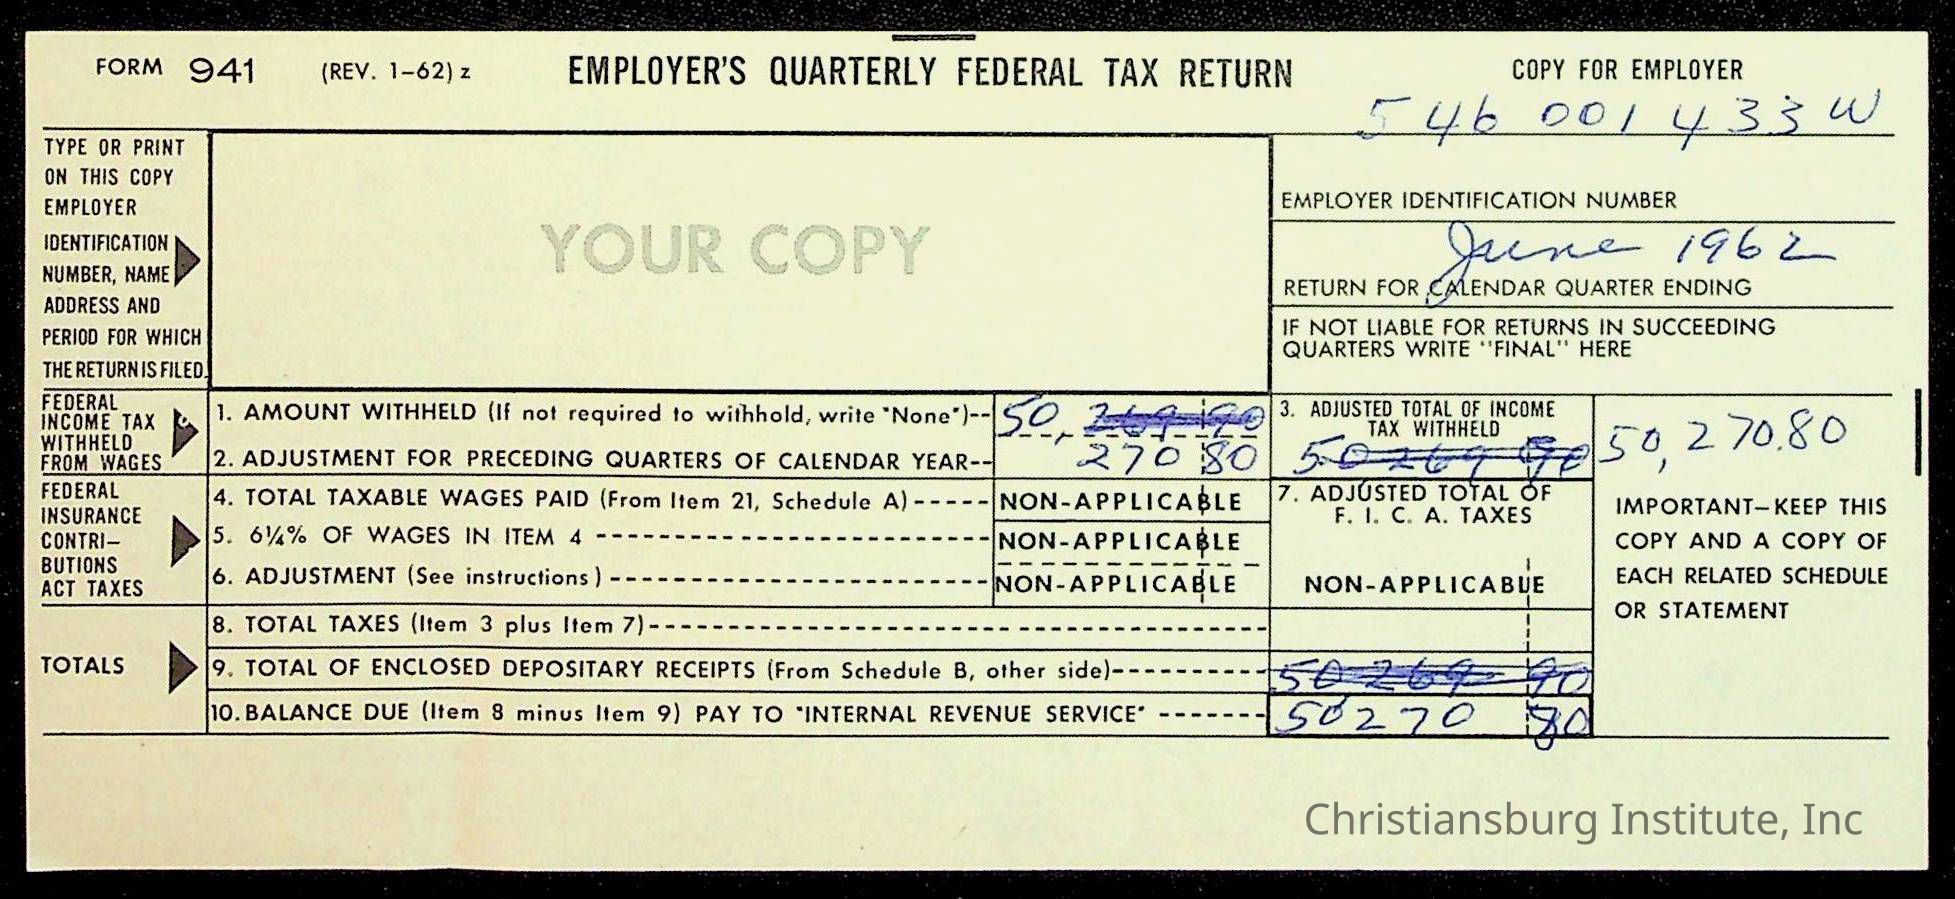 FORM 941 (REV. 1-62) z EMPLOYER'S QUARTERLY FEDERAL TAX RETURN COPY FOR EMPLOYER
546 001 433 W
TYPE OR PRINT
ON THIS COPY
EMPLOYER
IDENTIFICATION
NUMBER, NAME
ADDRESS AND
PERIOD FOR WHICH
THE RETURN IS FILED.
YOUR COPY
EMPLOYER IDENTIFICATION NUMBER
June 1962
RETURN FOR CALENDAR QUARTER ENDING
IF NOT LIABLE FOR RETURNS IN SUCCEEDING
QUARTERS WRITE "FINAL" HERE
FEDERAL
INCOME TAX
WITHHELD
FROM WAGES
1. AMOUNT WITHHELD (If not required to withhold, write "None")-- 50, 269 90
2. ADJUSTMENT FOR PRECEDING QUARTERS OF CALENDAR YEAR-- 270 80
3. ADJUSTED TOTAL OF INCOME
TAX WITHHELD
50 269 90
50,270.80
FEDERAL
INSURANCE
CONTRI-
BUTIONS
ACT TAXES
4. TOTAL TAXABLE WAGES PAID (From Item 21, Schedule A)----- NON-APPLICABLE
5. 6¼% OF WAGES IN ITEM 4 ------------------------- NON-APPLICABLE
6. ADJUSTMENT (See instructions)------------------------ NON-APPLICABLE
7. ADJUSTED TOTAL OF
F. I. C. A. TAXES
NON-APPLICABLE
IMPORTANT-KEEP THIS
COPY AND A COPY OF
EACH RELATED SCHEDULE
OR STATEMENT
TOTALS
8. TOTAL TAXES (Item 3 plus Item 7)---------------------------------------
9. TOTAL OF ENCLOSED DEPOSITARY RECEIPTS (From Schedule B, other side)---------- 50,269 90
10. BALANCE DUE (Item 8 minus Item 9) PAY TO "INTERNAL REVENUE SERVICE" ------- 50270 80
Christiansburg Institute, Inc